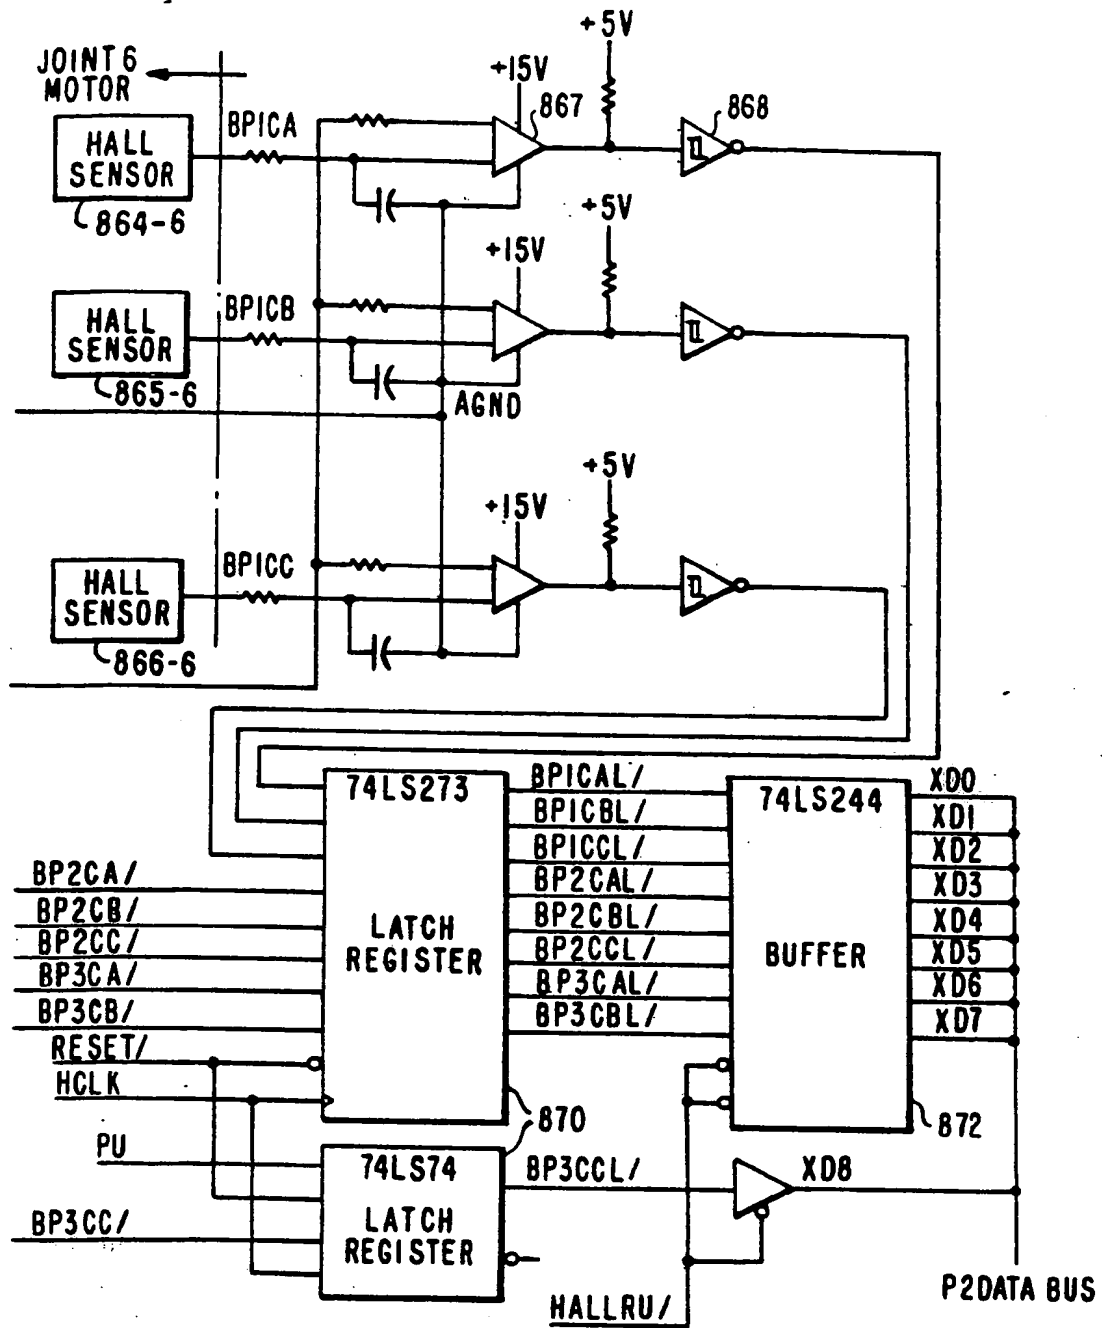 +5V
JOINT 6
MOTOR
+15V
867
868
HALL
SENSOR
BP1CA
864-6
+5V
+15V
HALL
SENSOR
BP1CB
865-6
AGND
+5V
+15V
HALL
SENSOR
BP1CC
866-6
74LS273
LATCH
REGISTER
BP1CAL/
BP1CBL/
BP1CCL/
BP2CAL/
BP2CBL/
BP2CCL/
BP3CAL/
BP3CBL/
74LS244
BUFFER
XD0
XD1
XD2
XD3
XD4
XD5
XD6
XD7
BP2CA/
BP2CB/
BP2CC/
BP3CA/
BP3CB/
RESET/
HCLK
870
872
PU
74LS74
LATCH
REGISTER
BP3CCL/
XD8
BP3CC/
HALLRU/
P2DATA BUS